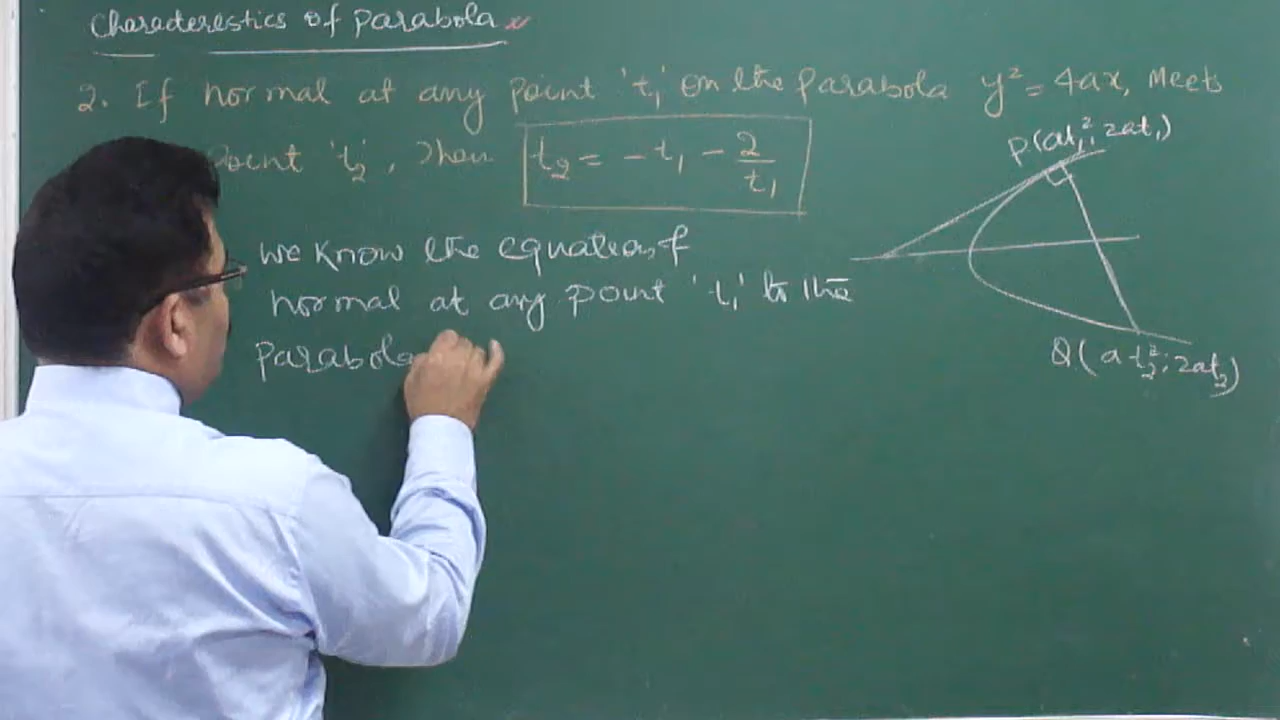 Charecterestics of Parabola
2. If normal at any point 't₁' on the Parabola y² = 4ax, Meets
Point 't₂', Then t₂ = -t₁ - 2/t₁
P(at₁², 2at₁)
we know the equation of
normal at any point 't₁' to the
parabola
Q(at₂², 2at₂)